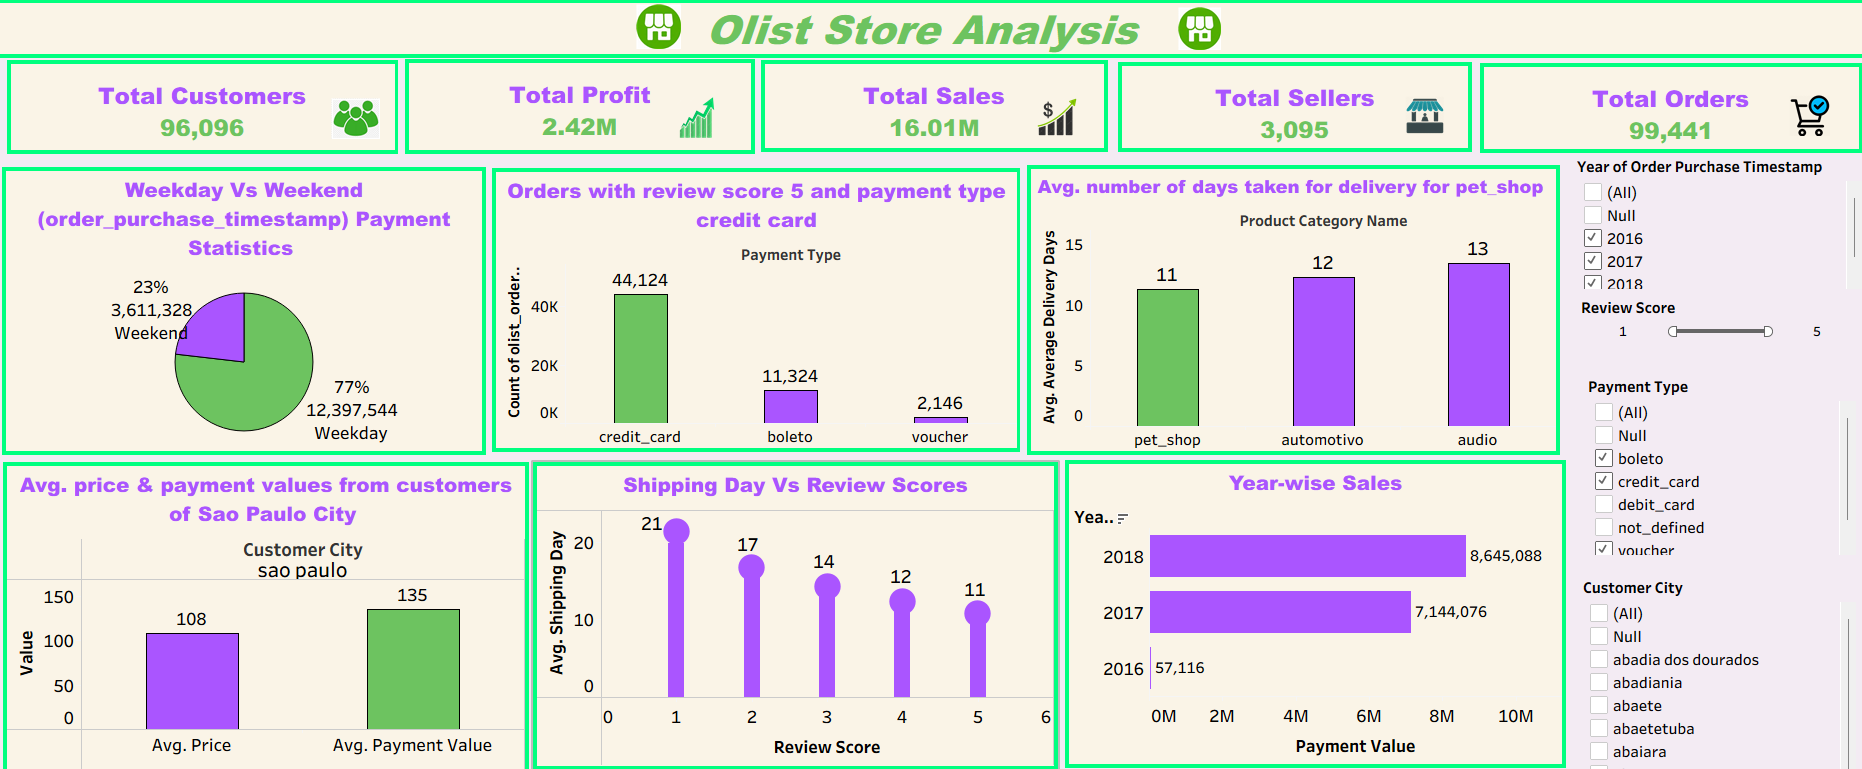 Olist Store Analysis
Total Customers
96,096
Total Profit
2.42M
Total Sales
16.01M
Total Sellers
3,095
Total Orders
99,441
Weekday Vs Weekend
(order_purchase_timestamp) Payment
Statistics
23%
3,611,328
Weekend
77%
12,397,544
Weekday
Orders with review score 5 and payment type
credit card
Payment Type
Count of olist_order..
40K
20K
0K
44,124
11,324
2,146
credit_card
boleto
voucher
Avg. number of days taken for delivery for pet_shop
Product Category Name
Avg. Average Delivery Days
15
10
5
0
11
12
13
pet_shop
automotivo
audio
Year of Order Purchase Timestamp
(All)
Null
2016
2017
2018
Review Score
1
5
Payment Type
(All)
Null
boleto
credit_card
debit_card
not_defined
voucher
Customer City
(All)
Null
abadia dos dourados
abadiania
abaete
abaetetuba
abaiara
Avg. price & payment values from customers
of Sao Paulo City
Customer City
sao paulo
Value
150
100
50
0
108
135
Avg. Price
Avg. Payment Value
Shipping Day Vs Review Scores
Avg. Shipping Day
20
10
0
21
17
14
12
11
0 1 2 3 4 5 6
Review Score
Year-wise Sales
Yea..
2018
8,645,088
2017
7,144,076
2016
57,116
0M 2M 4M 6M 8M 10M
Payment Value